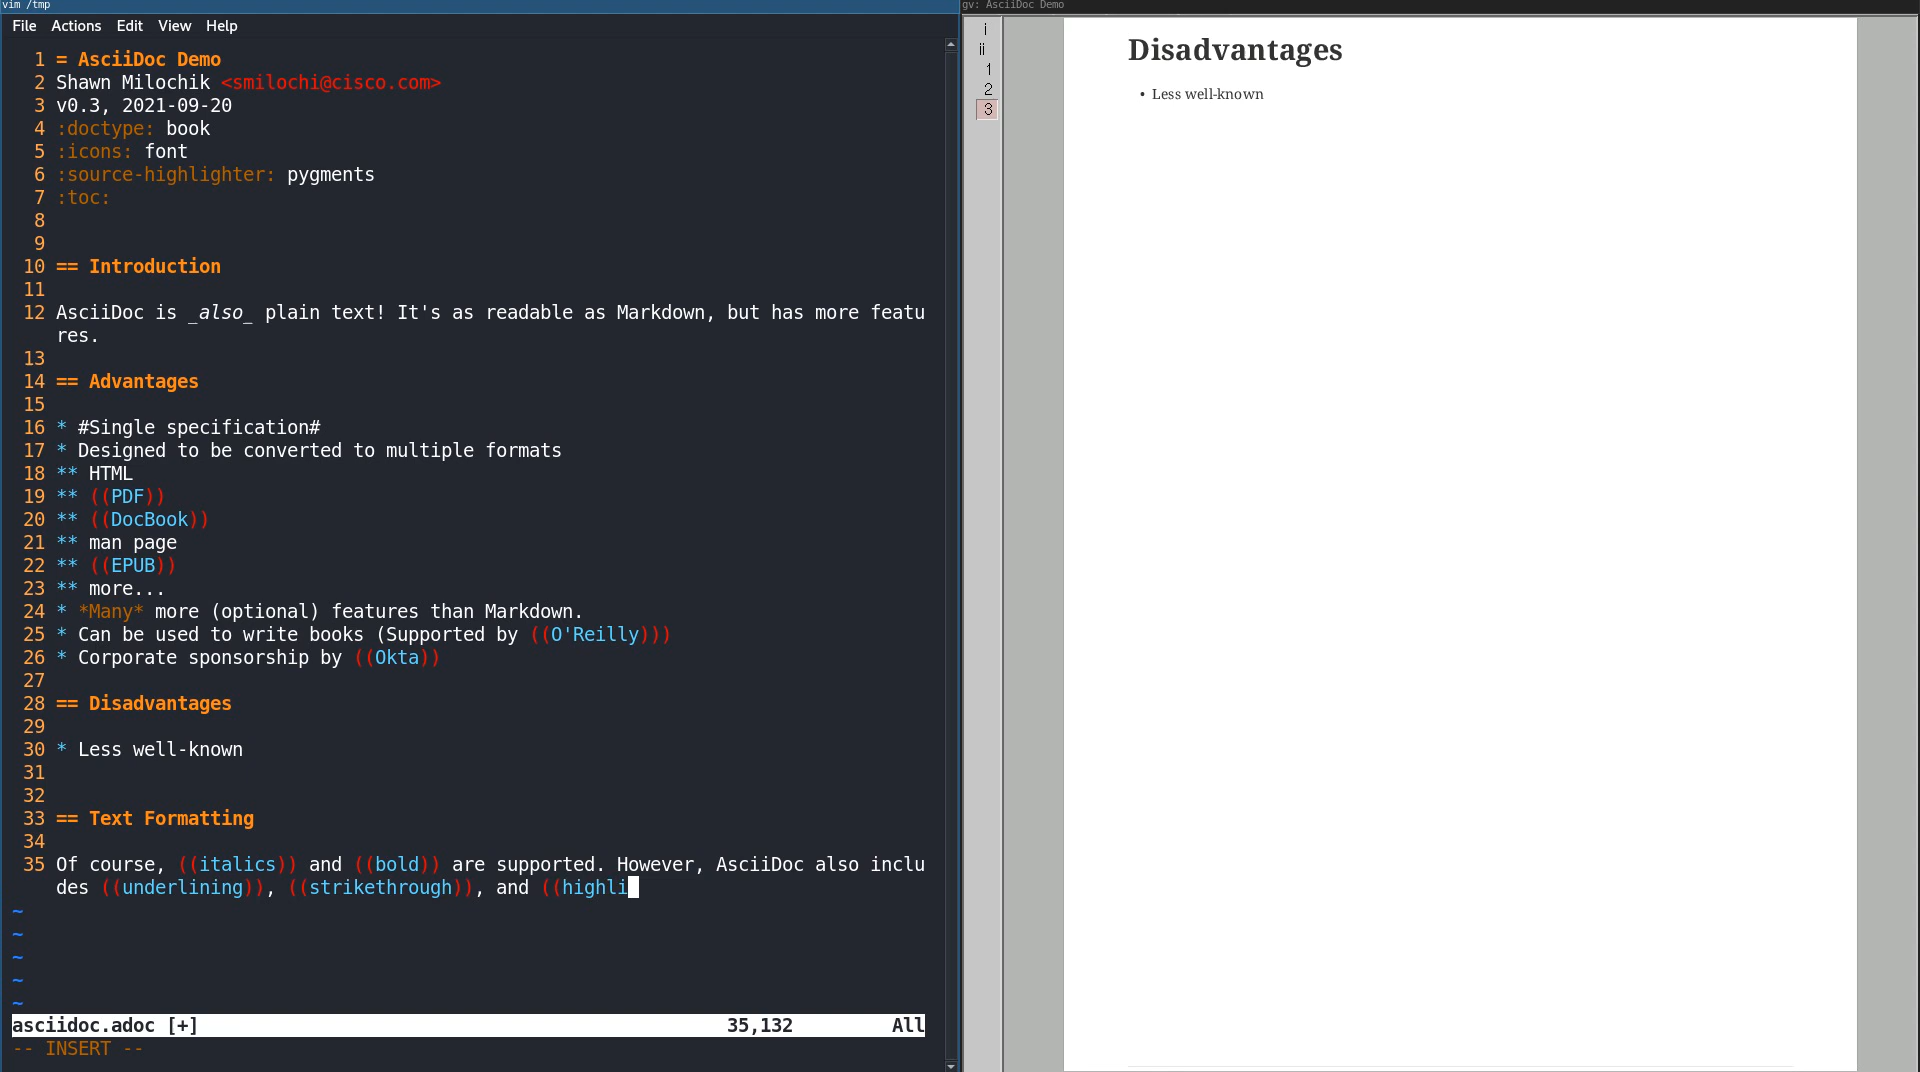 vim /tmp
File Actions Edit View Help
1 = AsciiDoc Demo
2 Shawn Milochik <smilochi@cisco.com>
3 v0.3, 2021-09-20
4 :doctype: book
5 :icons: font
6 :source-highlighter: pygments
7 :toc:
8
9
10 == Introduction
11
12 AsciiDoc is _also_ plain text! It's as readable as Markdown, but has more featu
res.
13
14 == Advantages
15
16 * #Single specification#
17 * Designed to be converted to multiple formats
18 ** HTML
19 ** ((PDF))
20 ** ((DocBook))
21 ** man page
22 ** ((EPUB))
23 ** more...
24 * *Many* more (optional) features than Markdown.
25 * Can be used to write books (Supported by ((O'Reilly)))
26 * Corporate sponsorship by ((Okta))
27
28 == Disadvantages
29
30 * Less well-known
31
32
33 == Text Formatting
34
35 Of course, ((italics)) and ((bold)) are supported. However, AsciiDoc also inclu
des ((underlining)), ((strikethrough)), and ((highli
~
~
~
~
~
asciidoc.adoc [+] 35,132 All
-- INSERT --
gv: AsciiDoc Demo
i
ii
1
2
3
Disadvantages
• Less well-known